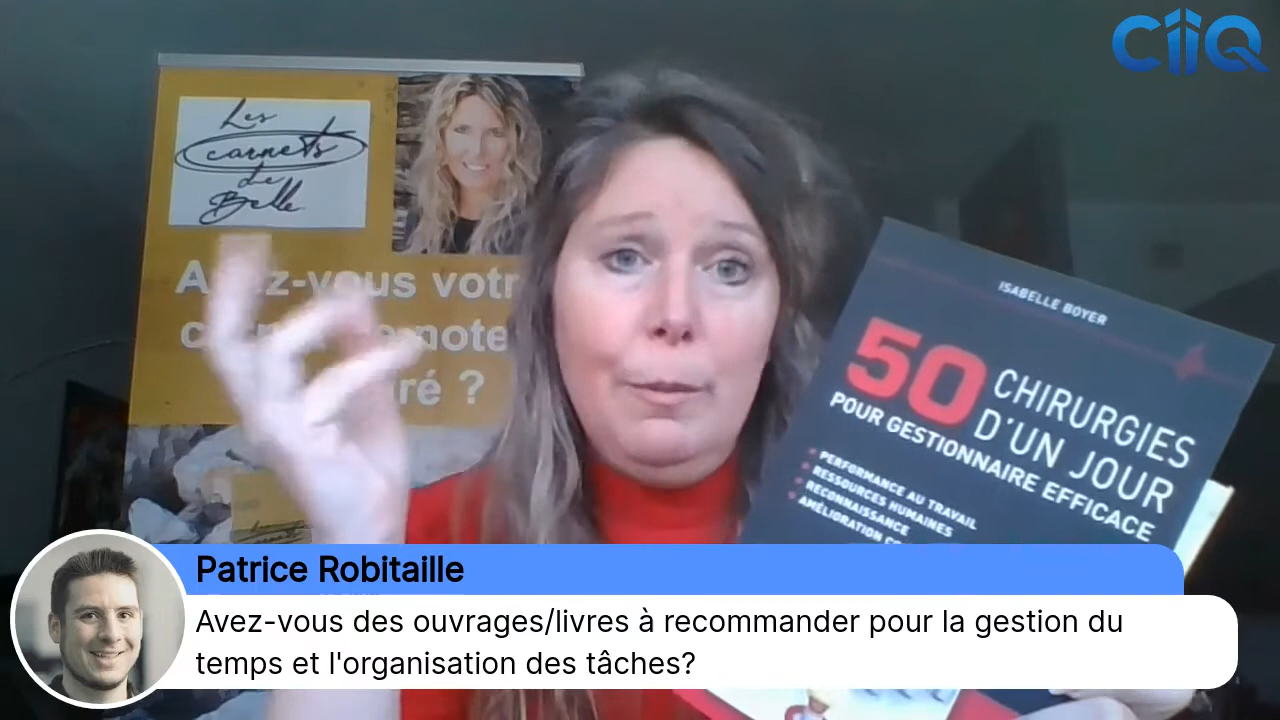 CiiQ
Les
carnets
de
Belle
votr
note
ré ?
ISABELLE BOYER
50 CHIRURGIES
D'UN JOUR
POUR GESTIONNAIRE EFFICACE
PERFORMANCE AU TRAVAIL
RESSOURCES HUMAINES
RECONNAISSANCE
AMÉLIORATION
Patrice Robitaille
Avez-vous des ouvrages/livres à recommander pour la gestion du
temps et l'organisation des tâches?